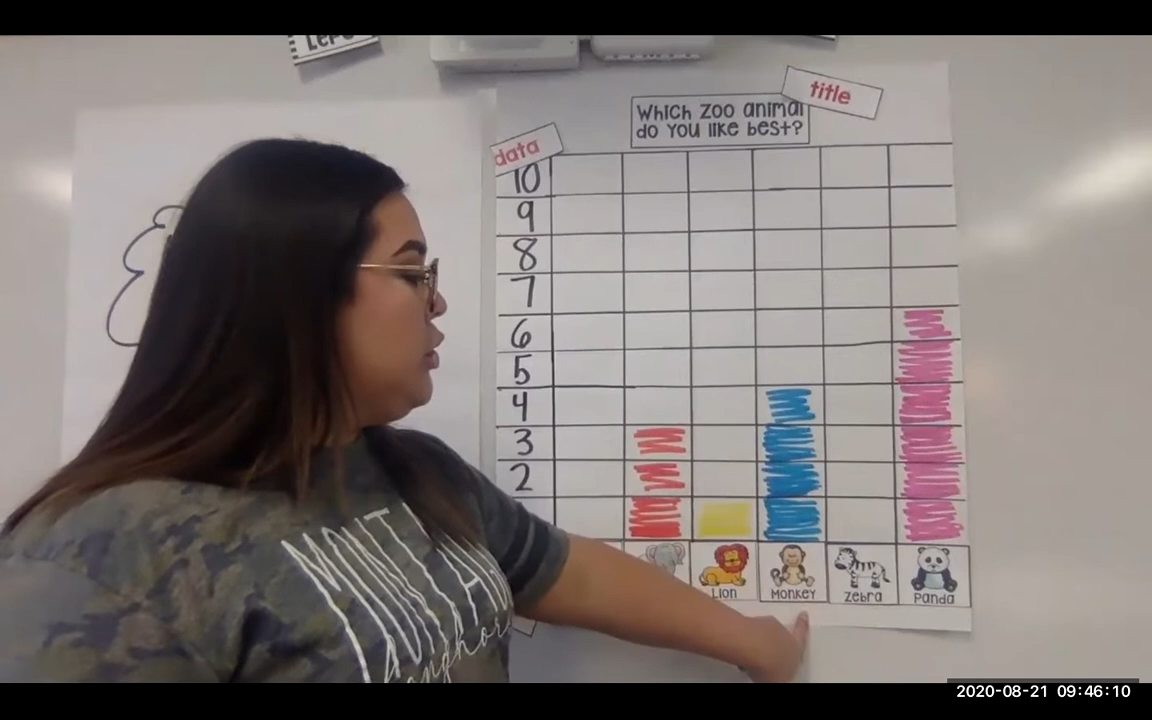 title
Which zoo animal
do you like best?
data
10
9
8
7
6
5
4
3
2
Lion
Monkey
Zebra
Panda
2020-08-21 09:46:10